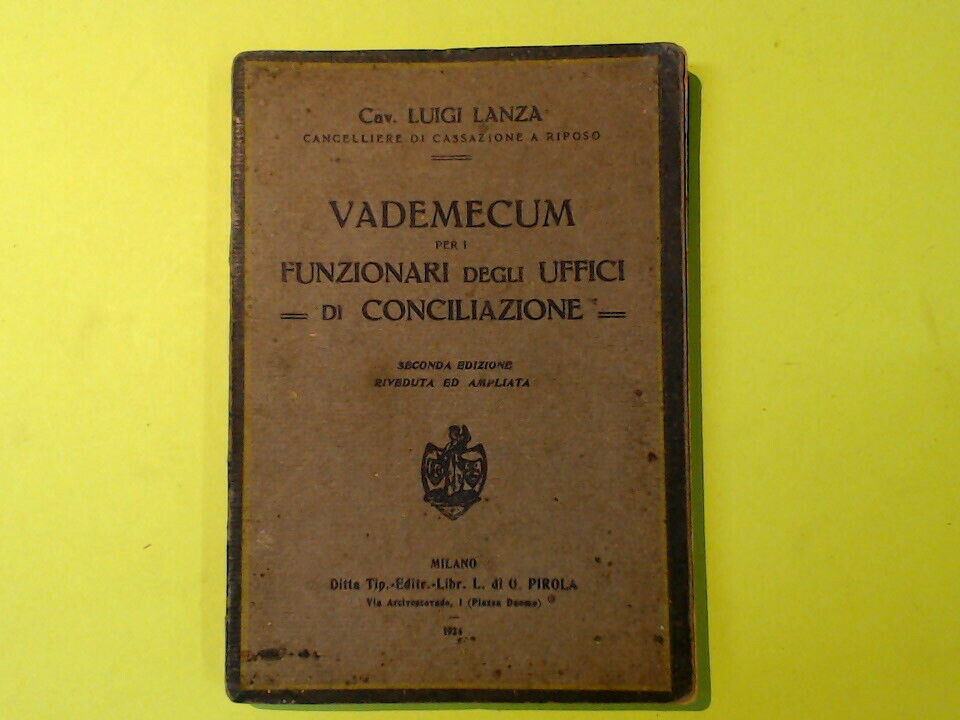 Cav. LUIGI LANZA
CANCELLIERE DI CASSAZIONE A RIPOSO
VADEMECUM
PER I
FUNZIONARI DEGLI UFFICI
DI CONCILIAZIONE
SECONDA EDIZIONE
RIVEDUTA ED AMPLIATA
MILANO
Ditta Tip.-Editr.-Libr. L. di G. PIROLA
Via Arcivescovado, 1 (Piazza Duomo)
1924